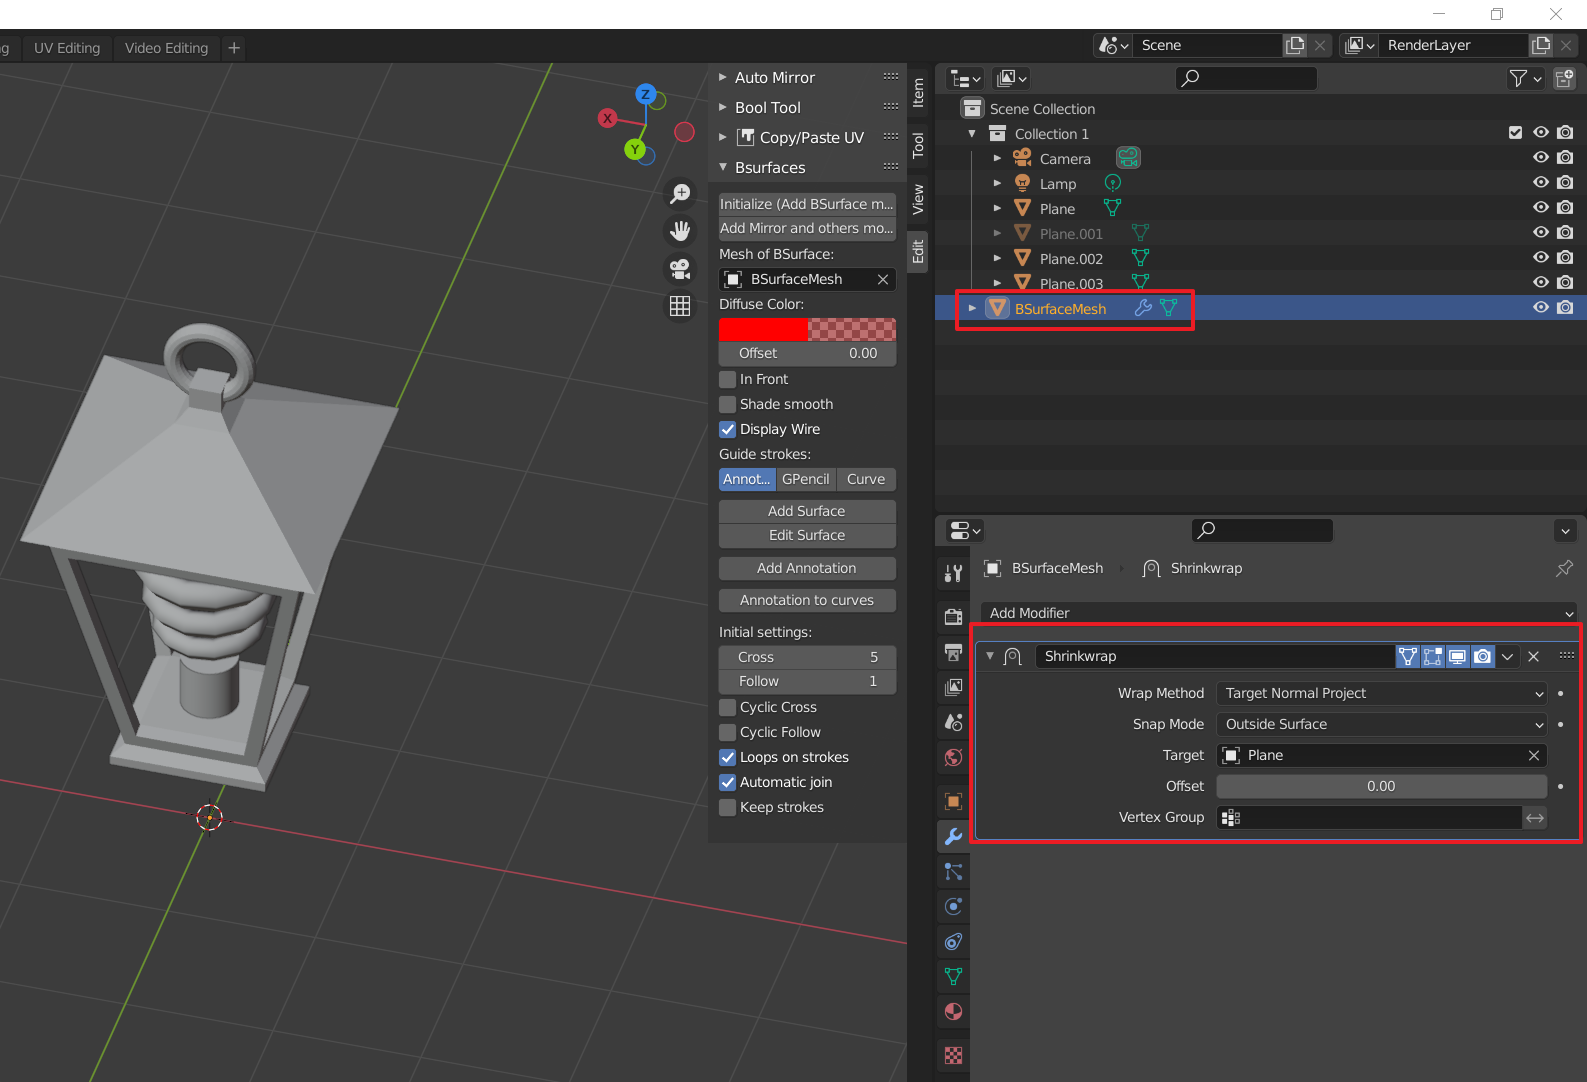 ng
UV Editing
Video Editing
+
Scene
RenderLayer
Z
X
Y
Auto Mirror
Bool Tool
Copy/Paste UV
Bsurfaces
Initialize (Add BSurface m...
Add Mirror and others mo...
Mesh of BSurface:
BSurfaceMesh
Diffuse Color:
Offset 0.00
In Front
Shade smooth
Display Wire
Guide strokes:
Annot... GPencil Curve
Add Surface
Edit Surface
Add Annotation
Annotation to curves
Initial settings:
Cross 5
Follow 1
Cyclic Cross
Cyclic Follow
Loops on strokes
Automatic join
Keep strokes
Item
Tool
View
Edit
Scene Collection
Collection 1
Camera
Lamp
Plane
Plane.001
Plane.002
Plane.003
BSurfaceMesh
BSurfaceMesh Shrinkwrap
Add Modifier
Shrinkwrap
Wrap Method Target Normal Project
Snap Mode Outside Surface
Target Plane
Offset 0.00
Vertex Group